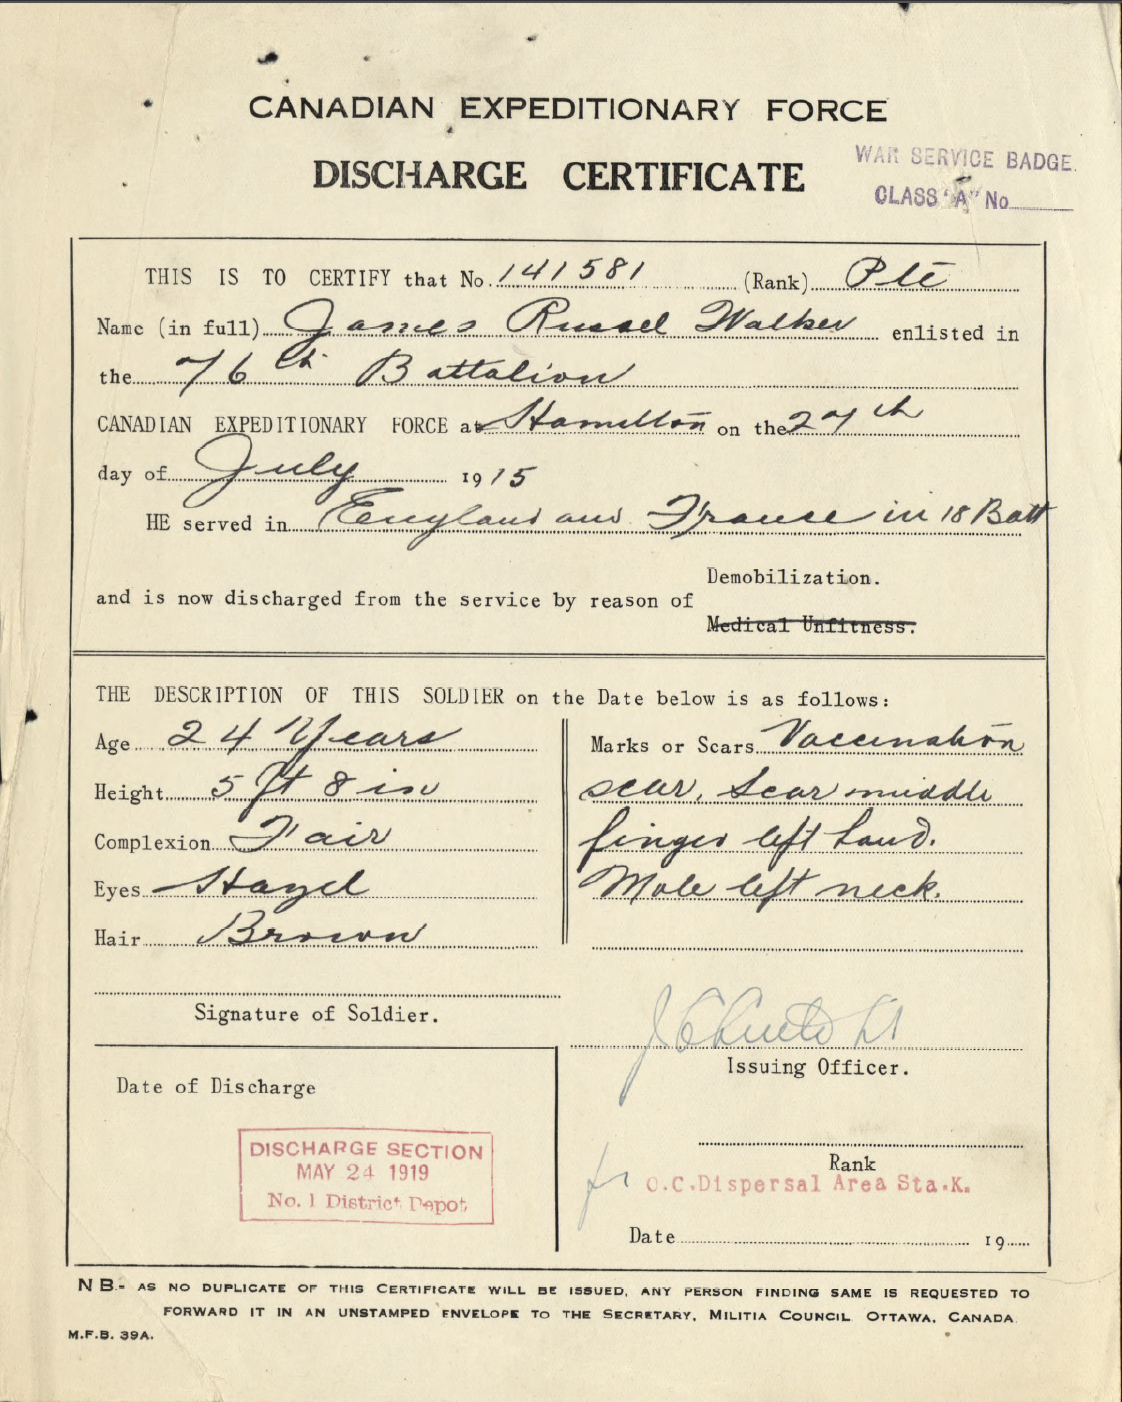 CANADIAN EXPEDITIONARY FORCE
DISCHARGE CERTIFICATE
WAR SERVICE BADGE.
CLASS "A" No
THIS IS TO CERTIFY that No. 141581 (Rank) Pte
Name (in full) James Russel Walker enlisted in
the 76th Battalion
CANADIAN EXPEDITIONARY FORCE at Hamilton on the 27th
day of July 1915
HE served in England and France in 18 Batt
and is now discharged from the service by reason of Demobilization.
Medical Unfitness.
THE DESCRIPTION OF THIS SOLDIER on the Date below is as follows:
Age 24 Years
Height 5 ft 8 in
Complexion Fair
Eyes Hazel
Hair Brown
Marks or Scars Vaccination
scar, Scar middle
finger left hand.
Mole left neck.
Signature of Soldier.
Issuing Officer.
Date of Discharge
DISCHARGE SECTION
MAY 24 1919
No. 1 District Depot
Rank
for O.C. Dispersal Area Sta. K.
Date 19
NB- AS NO DUPLICATE OF THIS CERTIFICATE WILL BE ISSUED, ANY PERSON FINDING SAME IS REQUESTED TO
FORWARD IT IN AN UNSTAMPED ENVELOPE TO THE SECRETARY, MILITIA COUNCIL OTTAWA, CANADA
M.F.B. 39A.